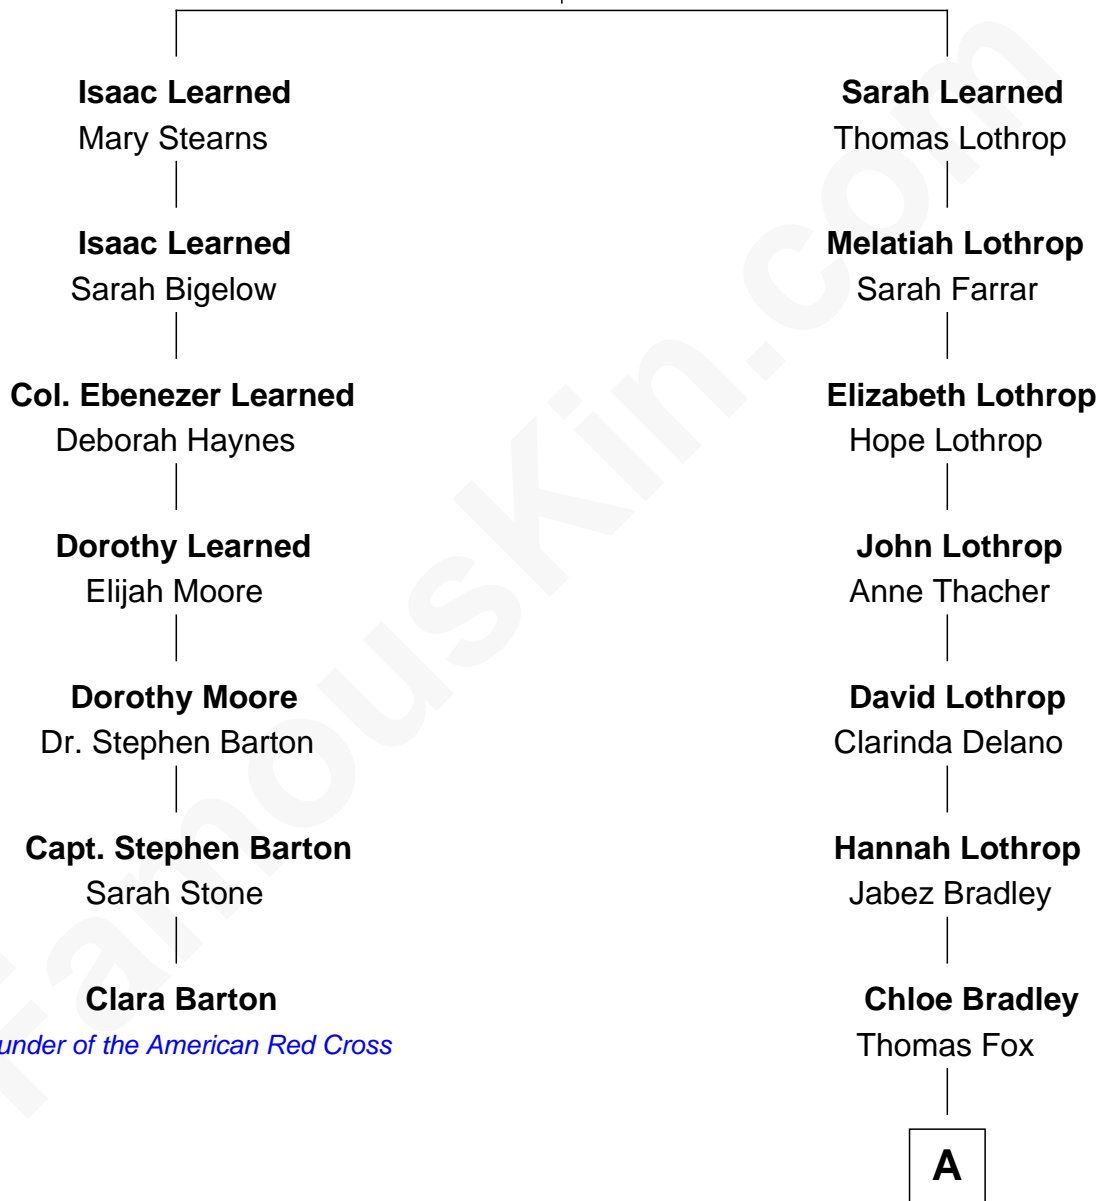 Isaac Learned
Mary Stearns
Isaac Learned
Sarah Bigelow
Col. Ebenezer Learned
Deborah Haynes
Dorothy Learned
Elijah Moore
Dorothy Moore
Dr. Stephen Barton
Capt. Stephen Barton
Sarah Stone
Clara Barton
under of the American Red Cross
Sarah Learned
Thomas Lothrop
Melatiah Lothrop
Sarah Farrar
Elizabeth Lothrop
Hope Lothrop
John Lothrop
Anne Thacher
David Lothrop
Clarinda Delano
Hannah Lothrop
Jabez Bradley
Chloe Bradley
Thomas Fox
A
FamousKin.com